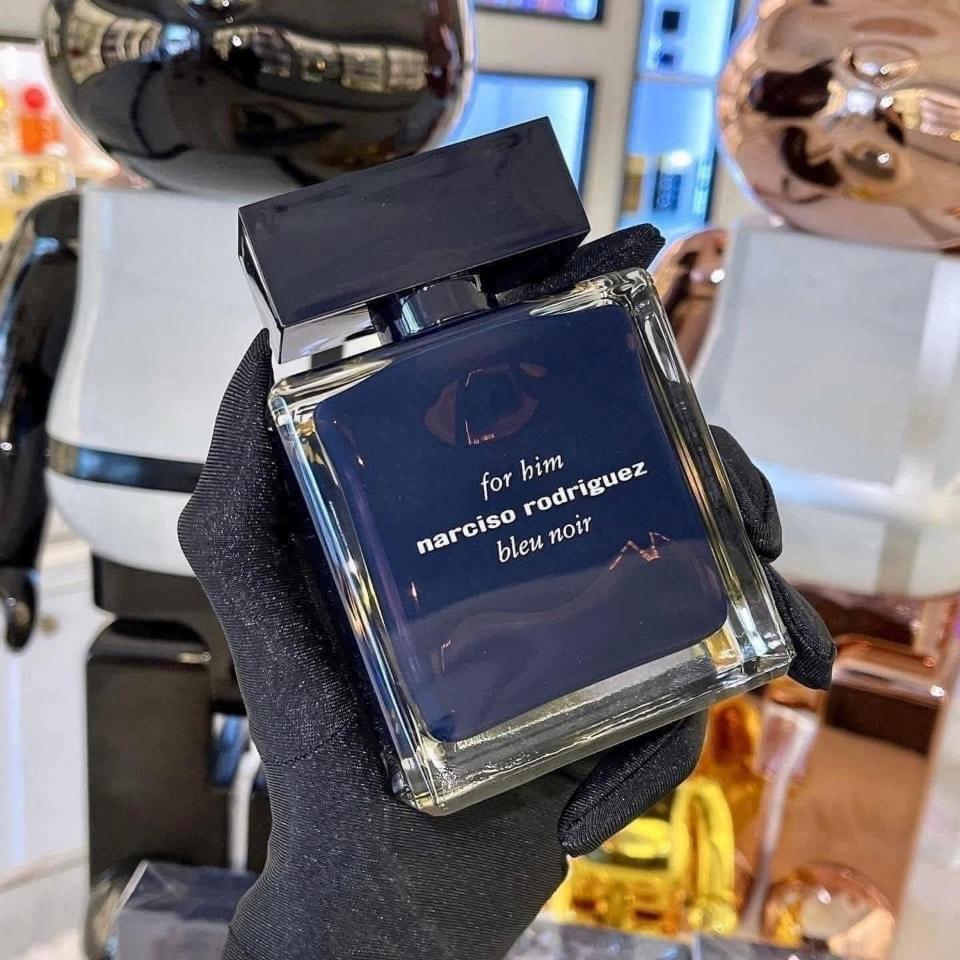 for him
narciso rodriguez
bleu noir